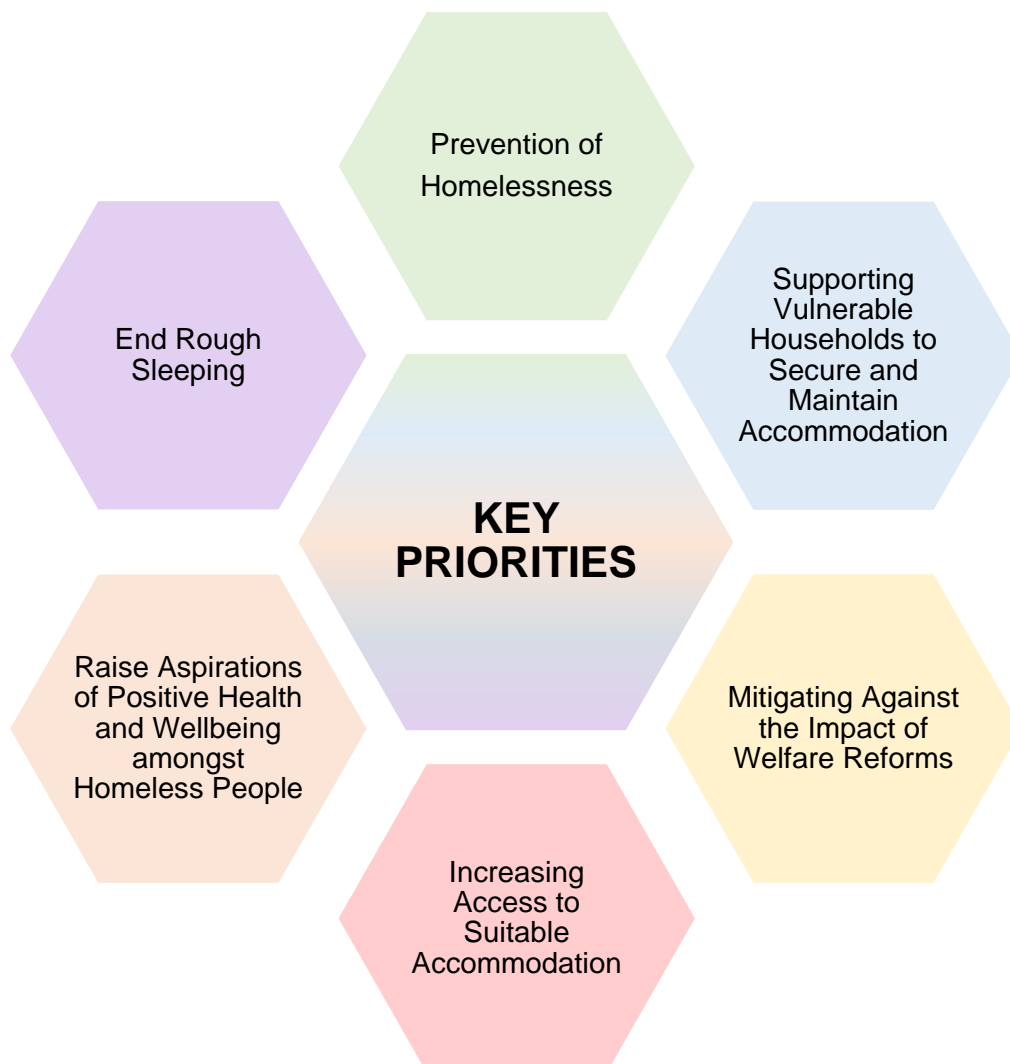 Prevention of
Homelessness
End Rough
Sleeping
Supporting
Vulnerable
Households to
Secure and
Maintain
Accommodation
KEY
PRIORITIES
Raise Aspirations
of Positive Health
and Wellbeing
amongst
Homeless People
Mitigating Against
the Impact of
Welfare Reforms
Increasing
Access to
Suitable
Accommodation